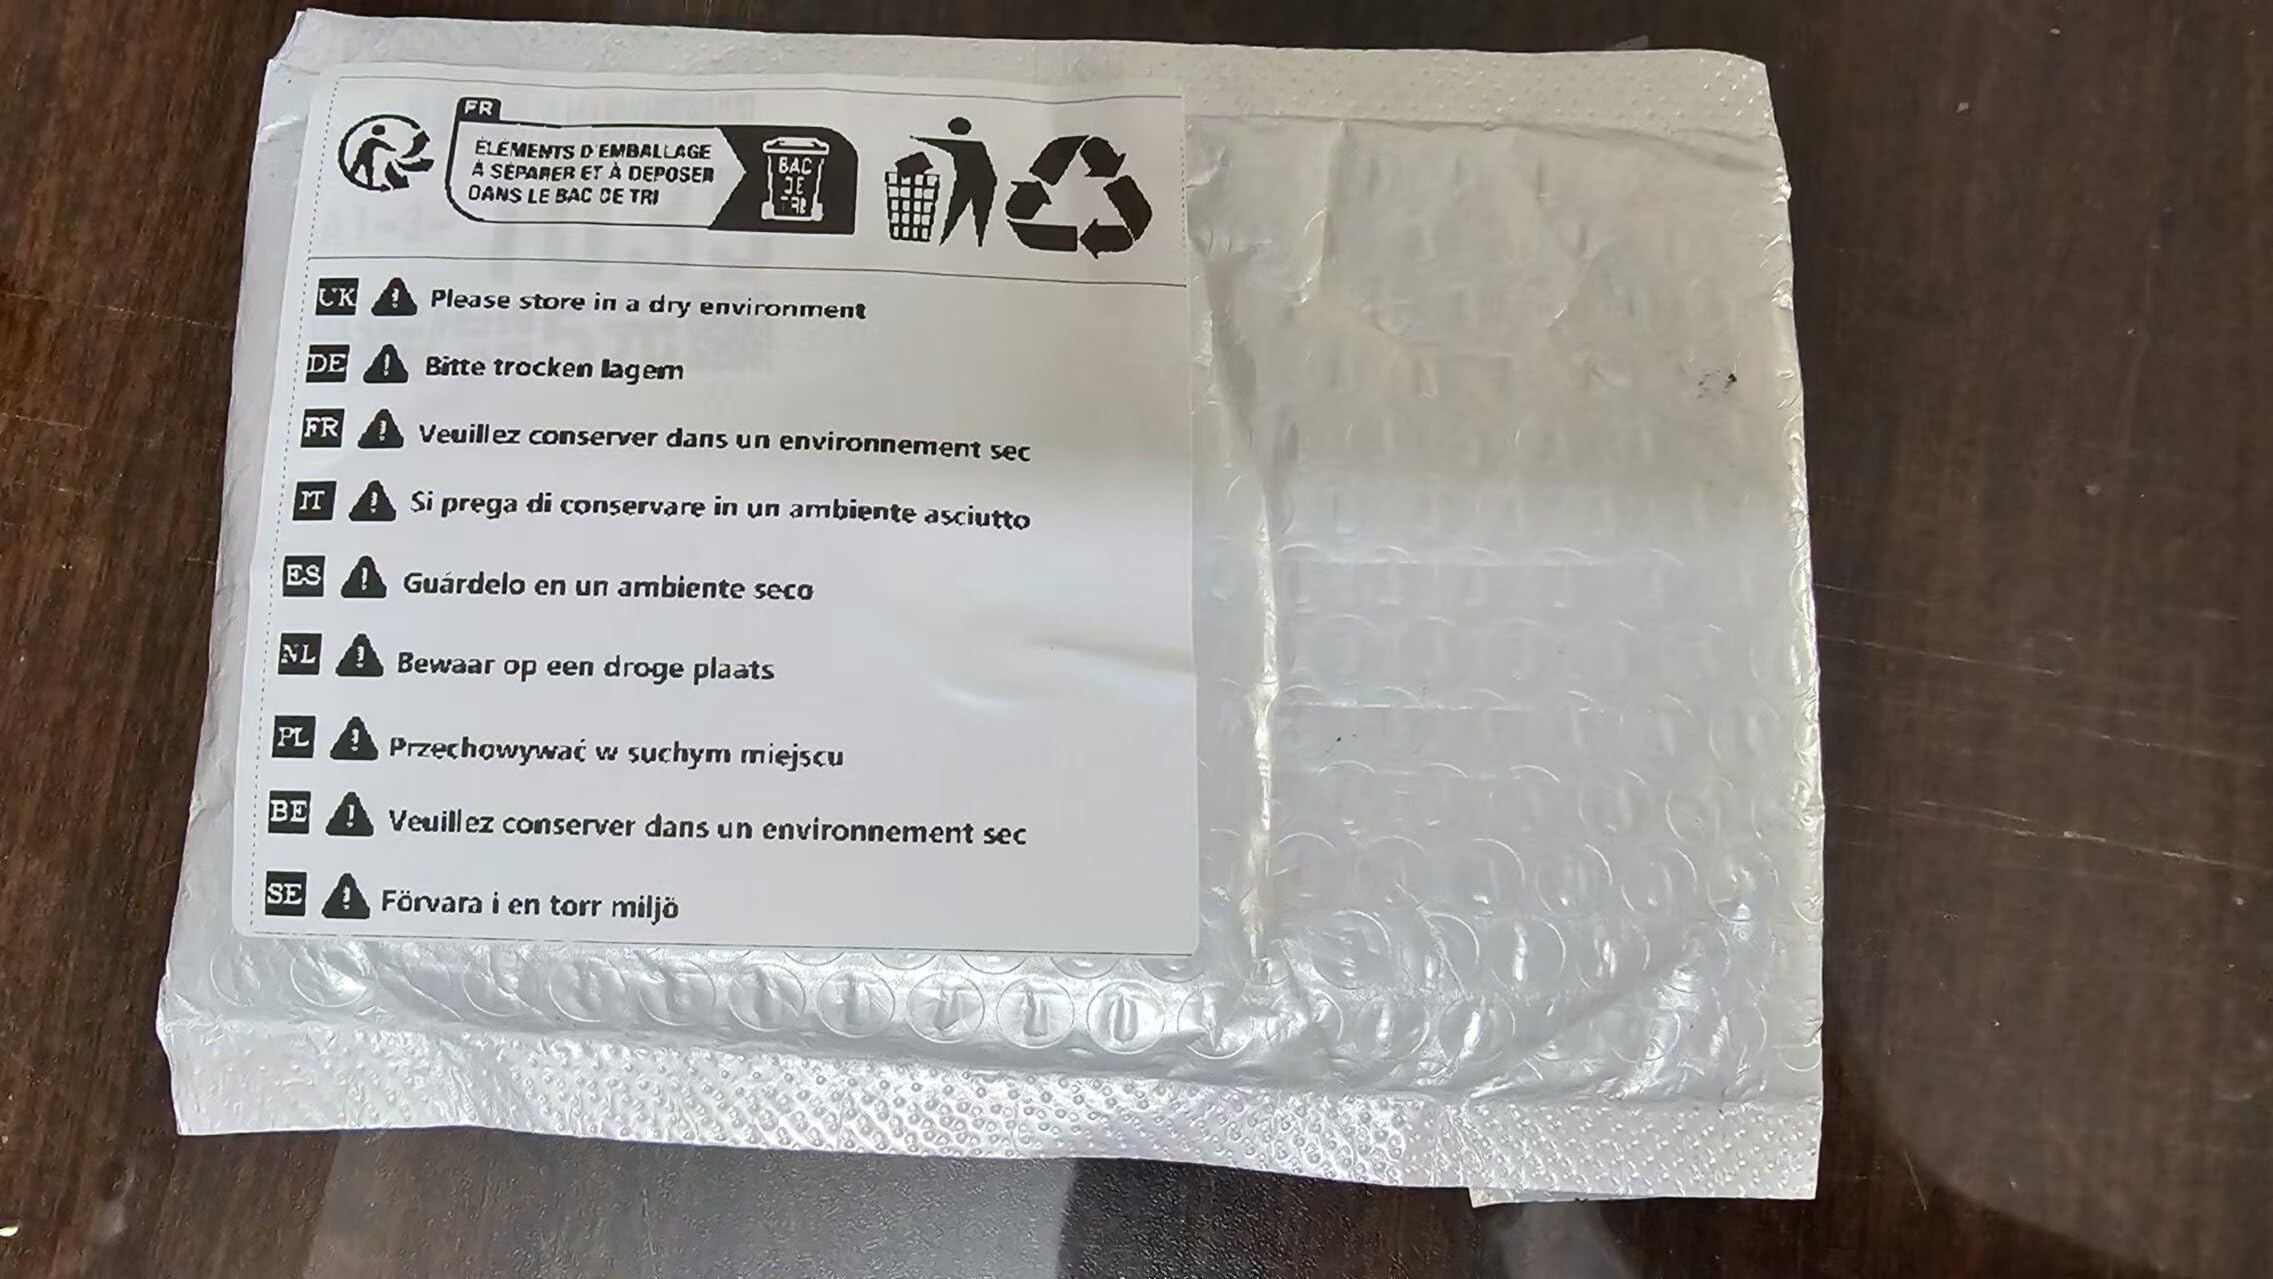 FR
ÉLÉMENTS D'EMBALLAGE
À SÉPARER ET À DÉPOSER
DANS LE BAC DE TRI
BAC
DE
TRI
UK Please store in a dry environment
DE Bitte trocken lagern
FR Veuillez conserver dans un environnement sec
IT Si prega di conservare in un ambiente asciutto
ES Guárdelo en un ambiente seco
NL Bewaar op een droge plaats
PL Przechowywać w suchym miejscu
BE Veuillez conserver dans un environnement sec
SE Förvara i en torr miljö